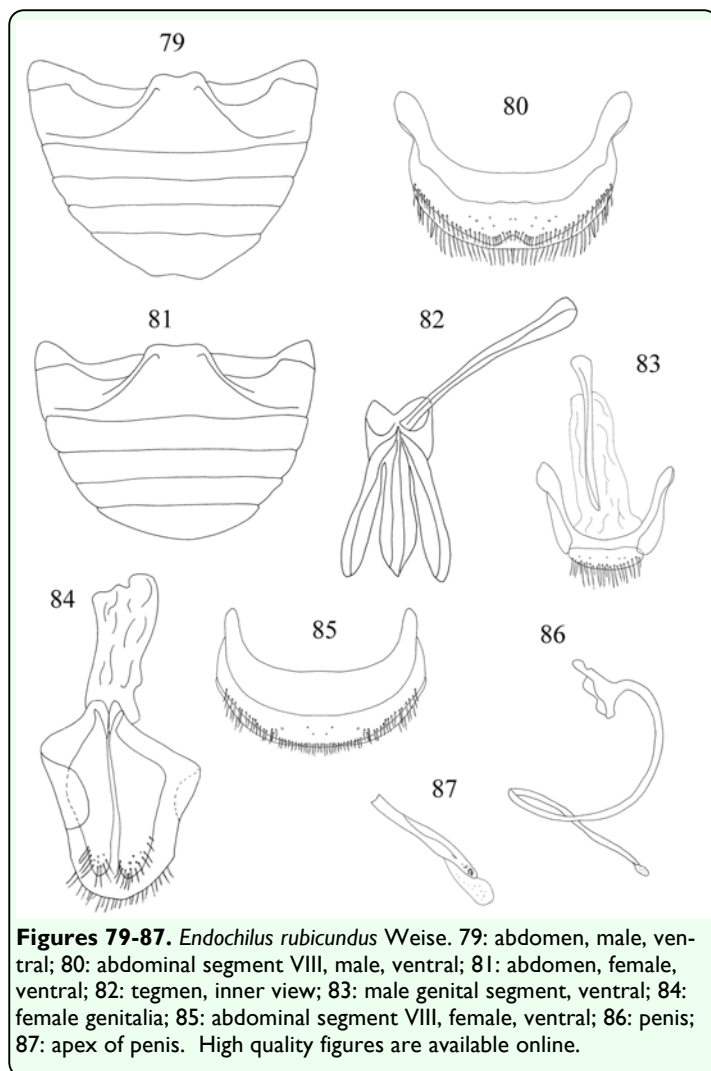 79
80
81
82
83
84
85
86
87
Figures 79-87. Endochilus rubicundus Weise. 79: abdomen, male, ven-
tral; 80: abdominal segment VIII, male, ventral; 81: abdomen, female,
ventral; 82: tegmen, inner view; 83: male genital segment, ventral; 84:
female genitalia; 85: abdominal segment VIII, female, ventral; 86: penis;
87: apex of penis. High quality figures are available online.